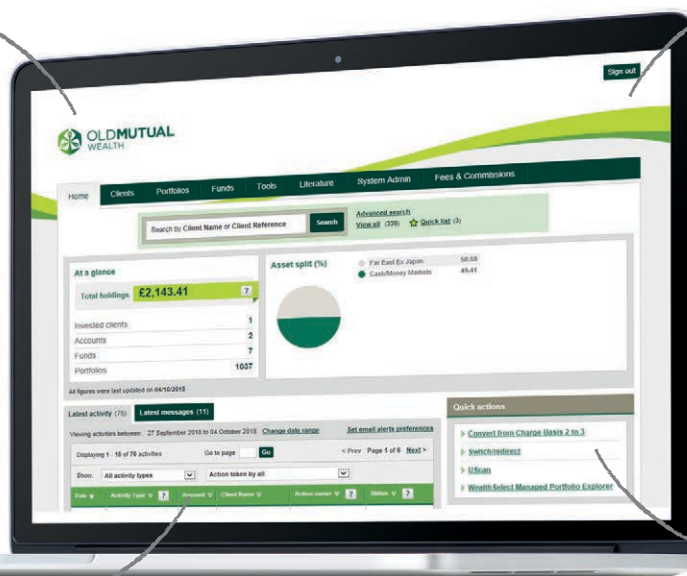 Sign out
OLDMUTUAL
WEALTH
Home Clients Portfolios Funds Tools Literature System Admin Fees & Commissions
Search by Client Name or Client Reference Search
Advanced search
View all (338) Quick list (3)
At a glance
Total holdings £2,143.41 ?
Invested clients 1
Accounts 2
Funds 7
Portfolios 1037
All figures were last updated on 04/10/2018
Asset split (%)
Far East Ex Japan 50.59
Cash/Money Markets 49.41
Latest activity (76) Latest messages (11)
Viewing activities between: 27 September 2018 to 04 October 2018 Change date range Set email alerts preferences
Displaying 1 - 15 of 76 activities Go to page Go < Prev Page 1 of 6 Next >
Show: All activity types Action taken by all
Date Activity Type ? Account Client Name Action owner ? Status ?
Quick actions
Convert from Charge Basis 2 to 3
Switch/redirect
UScan
WealthSelect Managed Portfolio Explorer